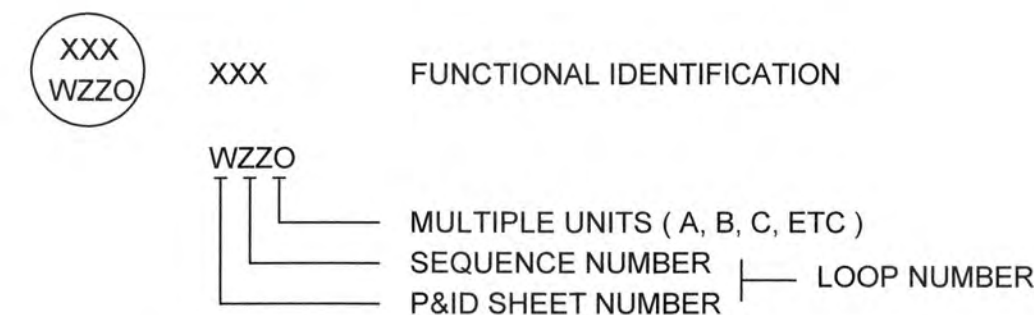 XXX
WZZO
XXX FUNCTIONAL IDENTIFICATION
WZZO
MULTIPLE UNITS ( A, B, C, ETC )
SEQUENCE NUMBER
LOOP NUMBER
P&ID SHEET NUMBER